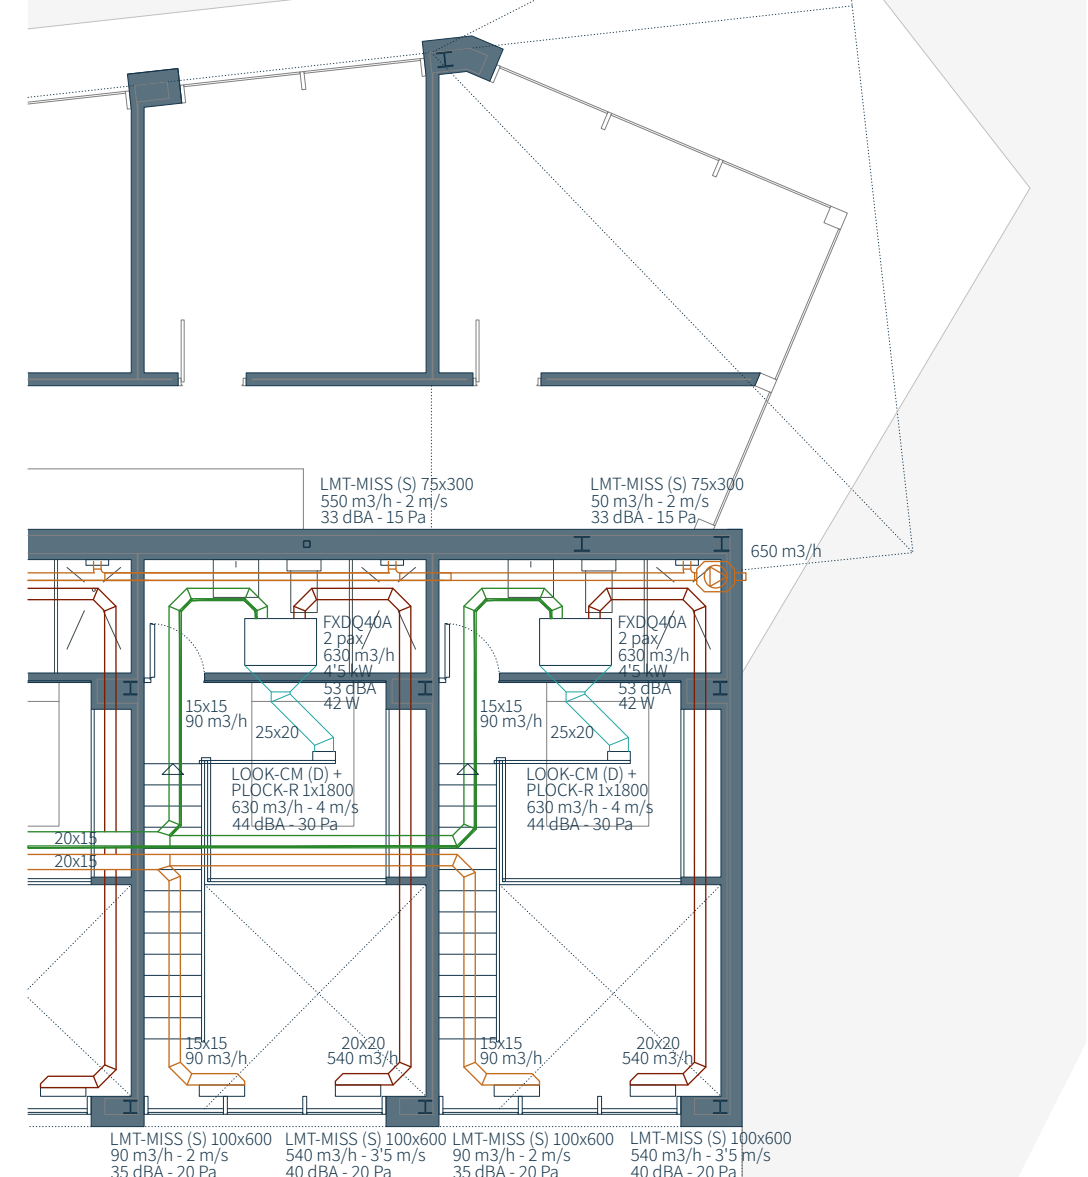 LMT-MISS (S) 75x300
550 m3/h - 2 m/s
33 dBA - 15 Pa
LMT-MISS (S) 75x300
50 m3/h - 2 m/s
33 dBA - 15 Pa
650 m3/h
FXDQ40A
2 pax/
630 m3/h
4'5 kW
53 dBA
42 W
FXDQ40A
2 pax/
630 m3/h
4'5 kW
53 dBA
42 W
15x15
90 m3/h
25x20
15x15
90 m3/h
25x20
LOOK-CM (D) +
PLOCK-R 1x1800
630 m3/h - 4 m/s
44 dBA - 30 Pa
LOOK-CM (D) +
PLOCK-R 1x1800
630 m3/h - 4 m/s
44 dBA - 30 Pa
20x15
20x15
15x15
90 m3/h
20x20
540 m3/h
15x15
90 m3/h
20x20
540 m3/h
LMT-MISS (S) 100x600
90 m3/h - 2 m/s
35 dBA - 20 Pa
LMT-MISS (S) 100x600
540 m3/h - 3'5 m/s
40 dBA - 20 Pa
LMT-MISS (S) 100x600
90 m3/h - 2 m/s
35 dBA - 20 Pa
LMT-MISS (S) 100x600
540 m3/h - 3'5 m/s
40 dBA - 20 Pa